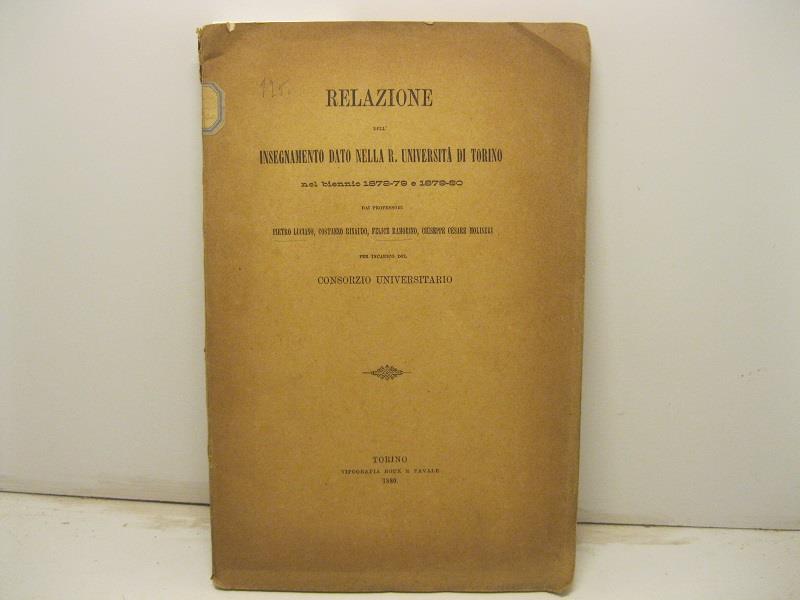 125.
RELAZIONE
DELL'
INSEGNAMENTO DATO NELLA R. UNIVERSITÀ DI TORINO
nel biennio 1878-79 e 1879-80
DAI PROFESSORI
PIETRO LUCIANO, COSTANZO RINAUDO, FELICE RAMORINO, GIUSEPPE CESARE MOLINERI
PER INCARICO DEL
CONSORZIO UNIVERSITARIO
TORINO
TIPOGRAFIA ROUX E FAVALE
1880.